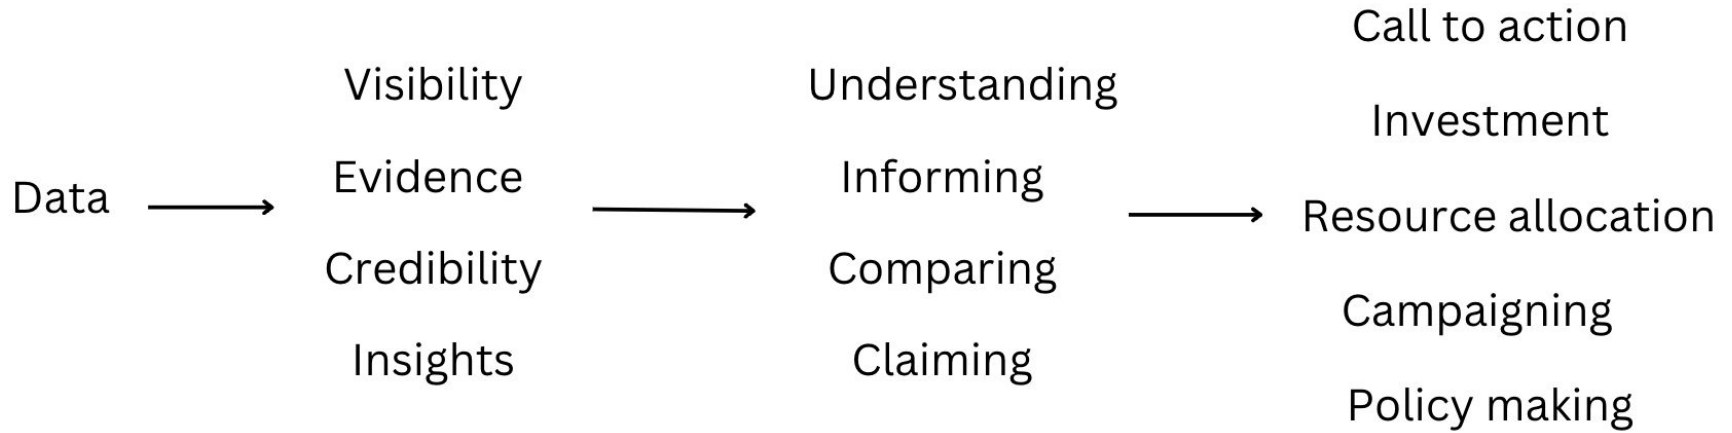 Data
Visibility
Evidence
Credibility
Insights
Understanding
Informing
Comparing
Claiming
Call to action
Investment
Resource allocation
Campaigning
Policy making